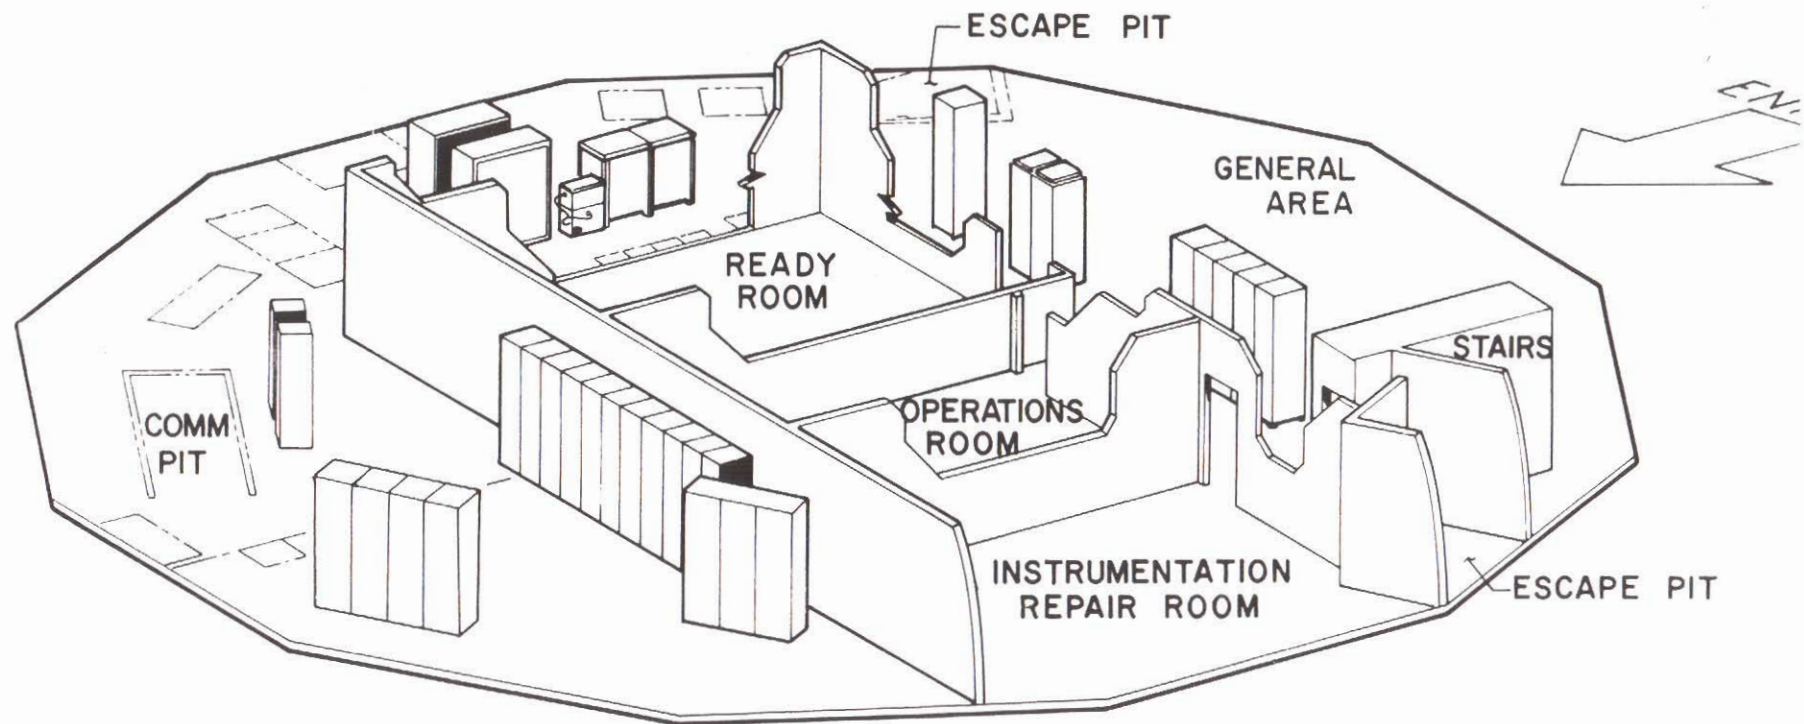 ESCAPE PIT
GENERAL
AREA
READY
ROOM
STAIRS
COMM
PIT
OPERATIONS
ROOM
INSTRUMENTATION
REPAIR ROOM
ESCAPE PIT